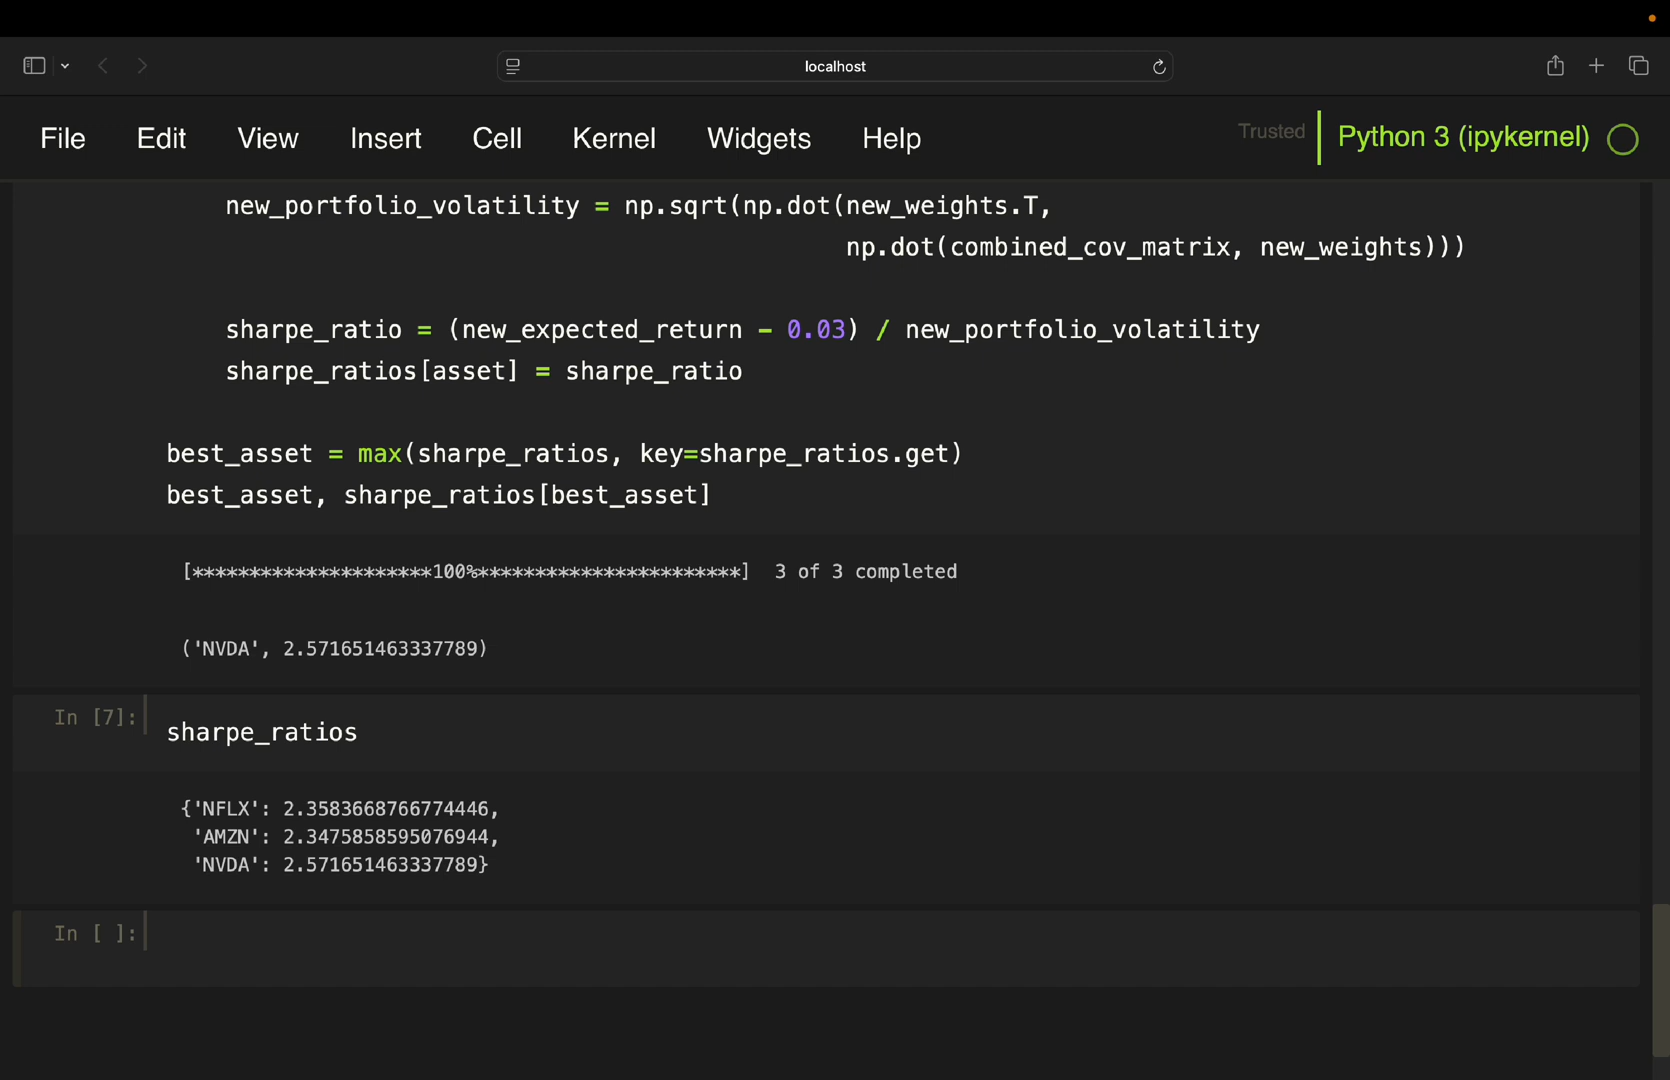 localhost
File Edit View Insert Cell Kernel Widgets Help Trusted Python 3 (ipykernel)
new_portfolio_volatility = np.sqrt(np.dot(new_weights.T,
np.dot(combined_cov_matrix, new_weights)))
sharpe_ratio = (new_expected_return - 0.03) / new_portfolio_volatility
sharpe_ratios[asset] = sharpe_ratio
best_asset = max(sharpe_ratios, key=sharpe_ratios.get)
best_asset, sharpe_ratios[best_asset]
[*********************100%***********************]  3 of 3 completed
('NVDA', 2.571651463337789)
In [7]: sharpe_ratios
{'NFLX': 2.3583668766774446,
'AMZN': 2.3475858595076944,
'NVDA': 2.571651463337789}
In [ ]: